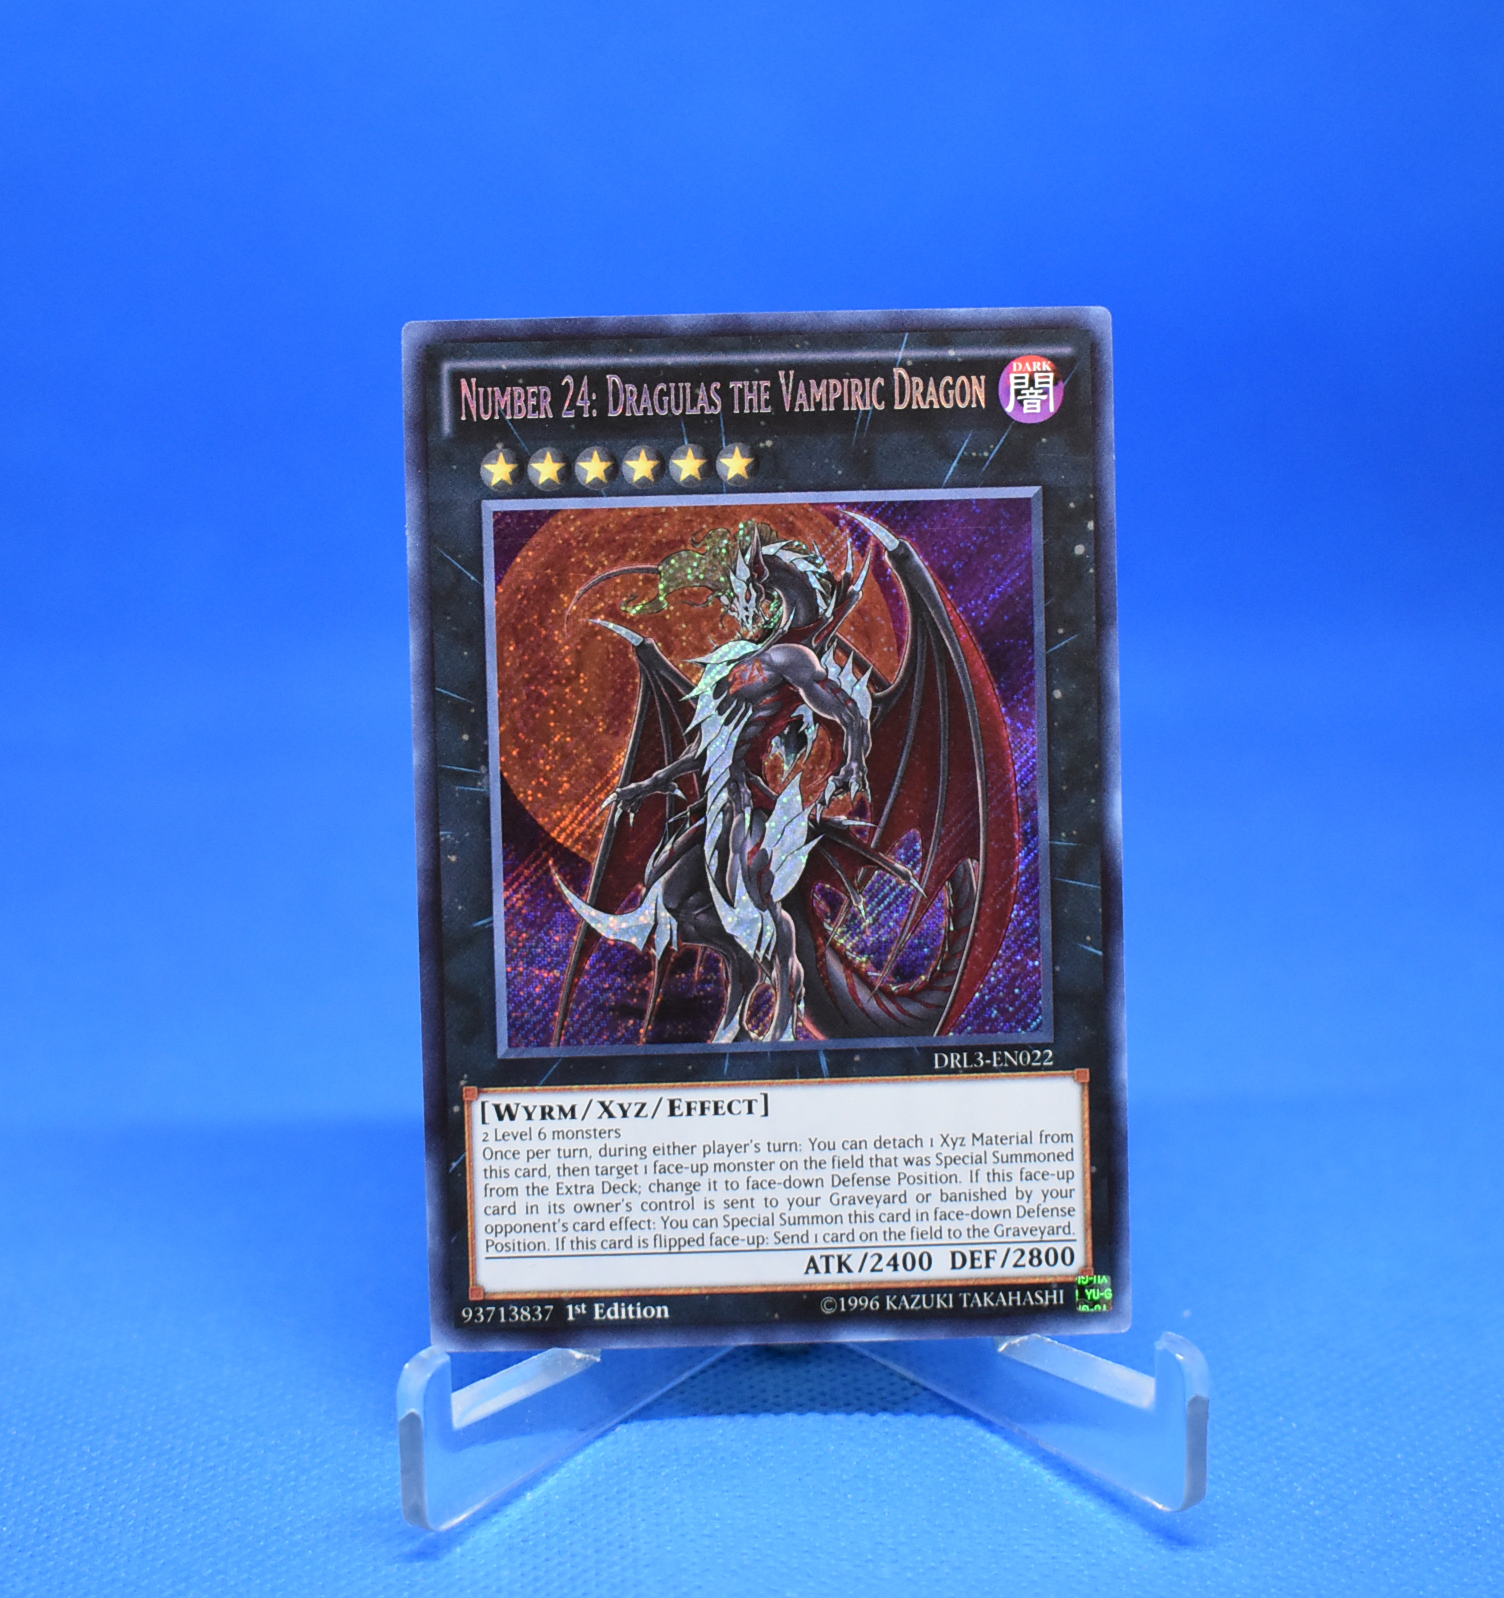 NUMBER 24: DRAGULAS THE VAMPIRIC DRAGON
DARK
闇
DRL3-EN022
[WYRM/XYZ/EFFECT]
2 Level 6 monsters
Once per turn, during either player's turn: You can detach 1 Xyz Material from
this card, then target 1 face-up monster on the field that was Special Summoned
from the Extra Deck; change it to face-down Defense Position. If this face-up
card in its owner's control is sent to your Graveyard or banished by your
opponent's card effect: You can Special Summon this card in face-down Defense
Position. If this card is flipped face-up: Send 1 card on the field to the Graveyard.
ATK/2400 DEF/2800
93713837 1st Edition
©1996 KAZUKI TAKAHASHI
YU-G